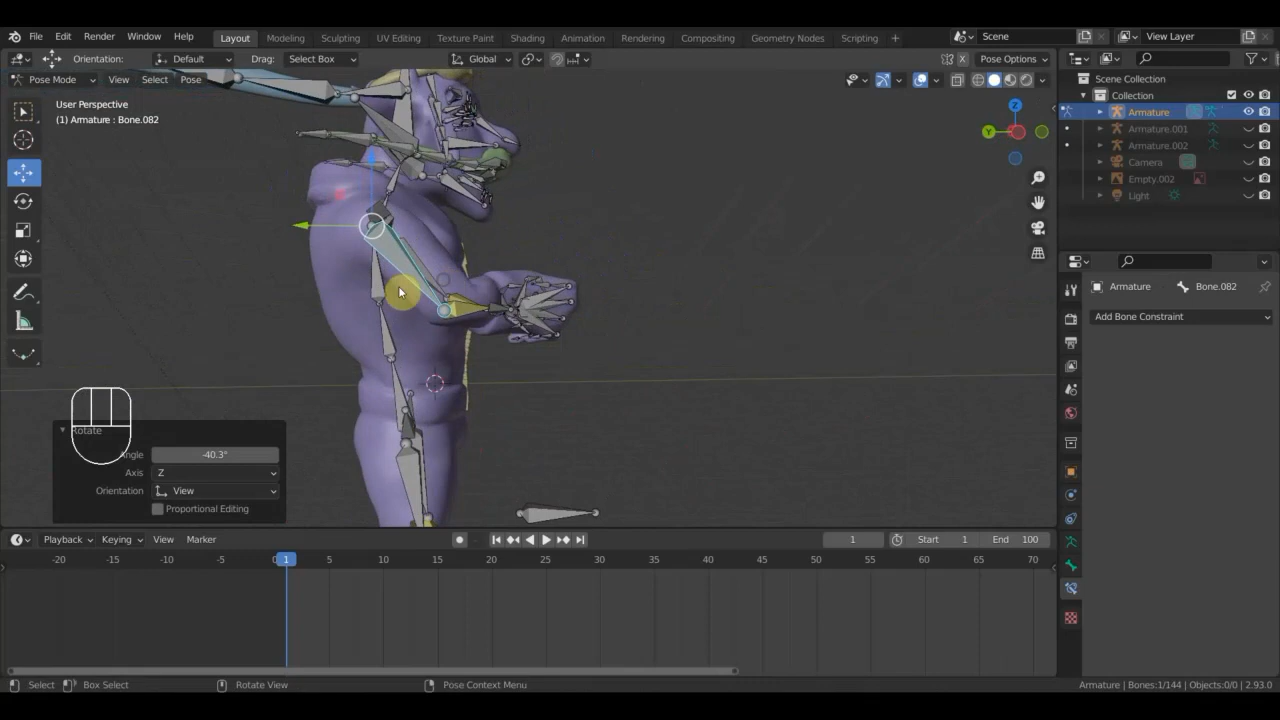 File Edit Render Window Help Layout Modeling Sculpting UV Editing Texture Paint Shading Animation Rendering Compositing Geometry Nodes Scripting + Scene View Layer
Orientation: Default Drag: Select Box Global Pose Options
Pose Mode View Select Pose
User Perspective
(1) Armature : Bone.082
Z
Y
Scene Collection
Collection
Armature
Armature.001
Armature.002
Camera
Empty.002
Light
Armature Bone.082
Add Bone Constraint
Rotate
Angle -40.3°
Axis Z
Orientation View
Proportional Editing
Playback Keying View Marker 1 Start 1 End 100
-20 -15 -10 -5 0 1 5 10 15 20 25 30 35 40 45 50 55 60 65 70
Select Box Select Rotate View Pose Context Menu Armature | Bones:1/144 | Objects:0/0 | 2.93.0